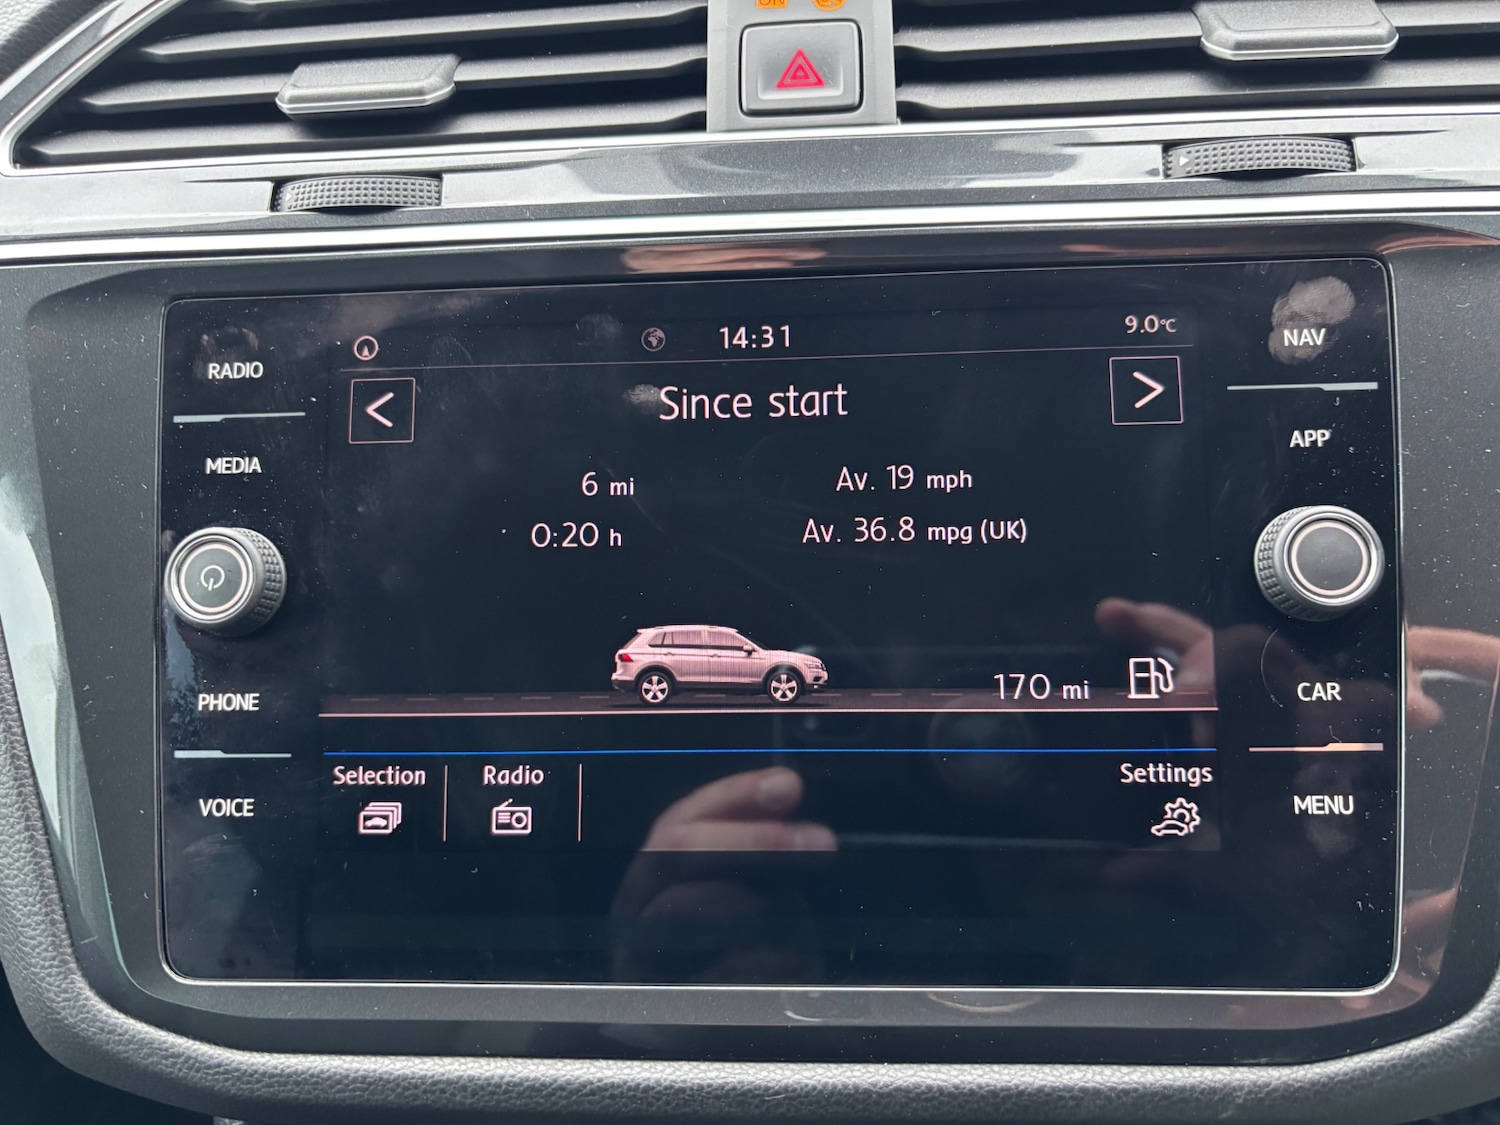 ON
RADIO
MEDIA
PHONE
VOICE
14:31
9.0°C
<
Since start
>
6 mi
Av. 19 mph
0:20 h
Av. 36.8 mpg (UK)
170 mi
Selection
Radio
Settings
NAV
APP
CAR
MENU